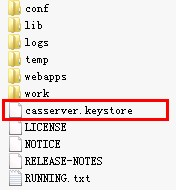 conf
lib
logs
temp
webapps
work
casserver.keystore
LICENSE
NOTICE
RELEASE-NOTES
RUNNING.txt